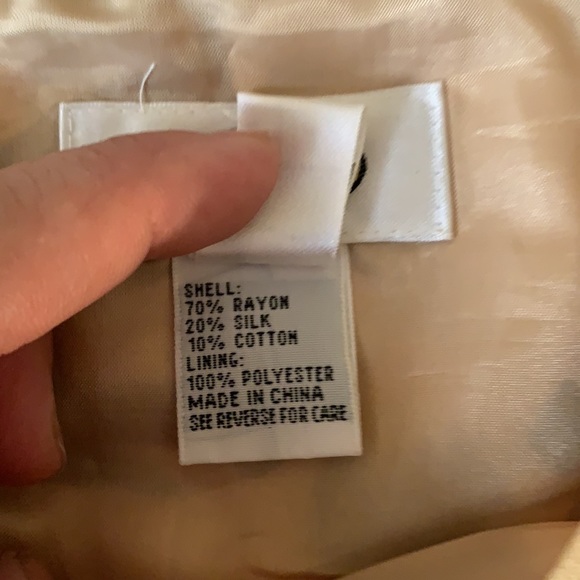 SHELL:
70% RAYON
20% SILK
10% COTTON
LINING:
100% POLYESTER
MADE IN CHINA
SEE REVERSE FOR CARE